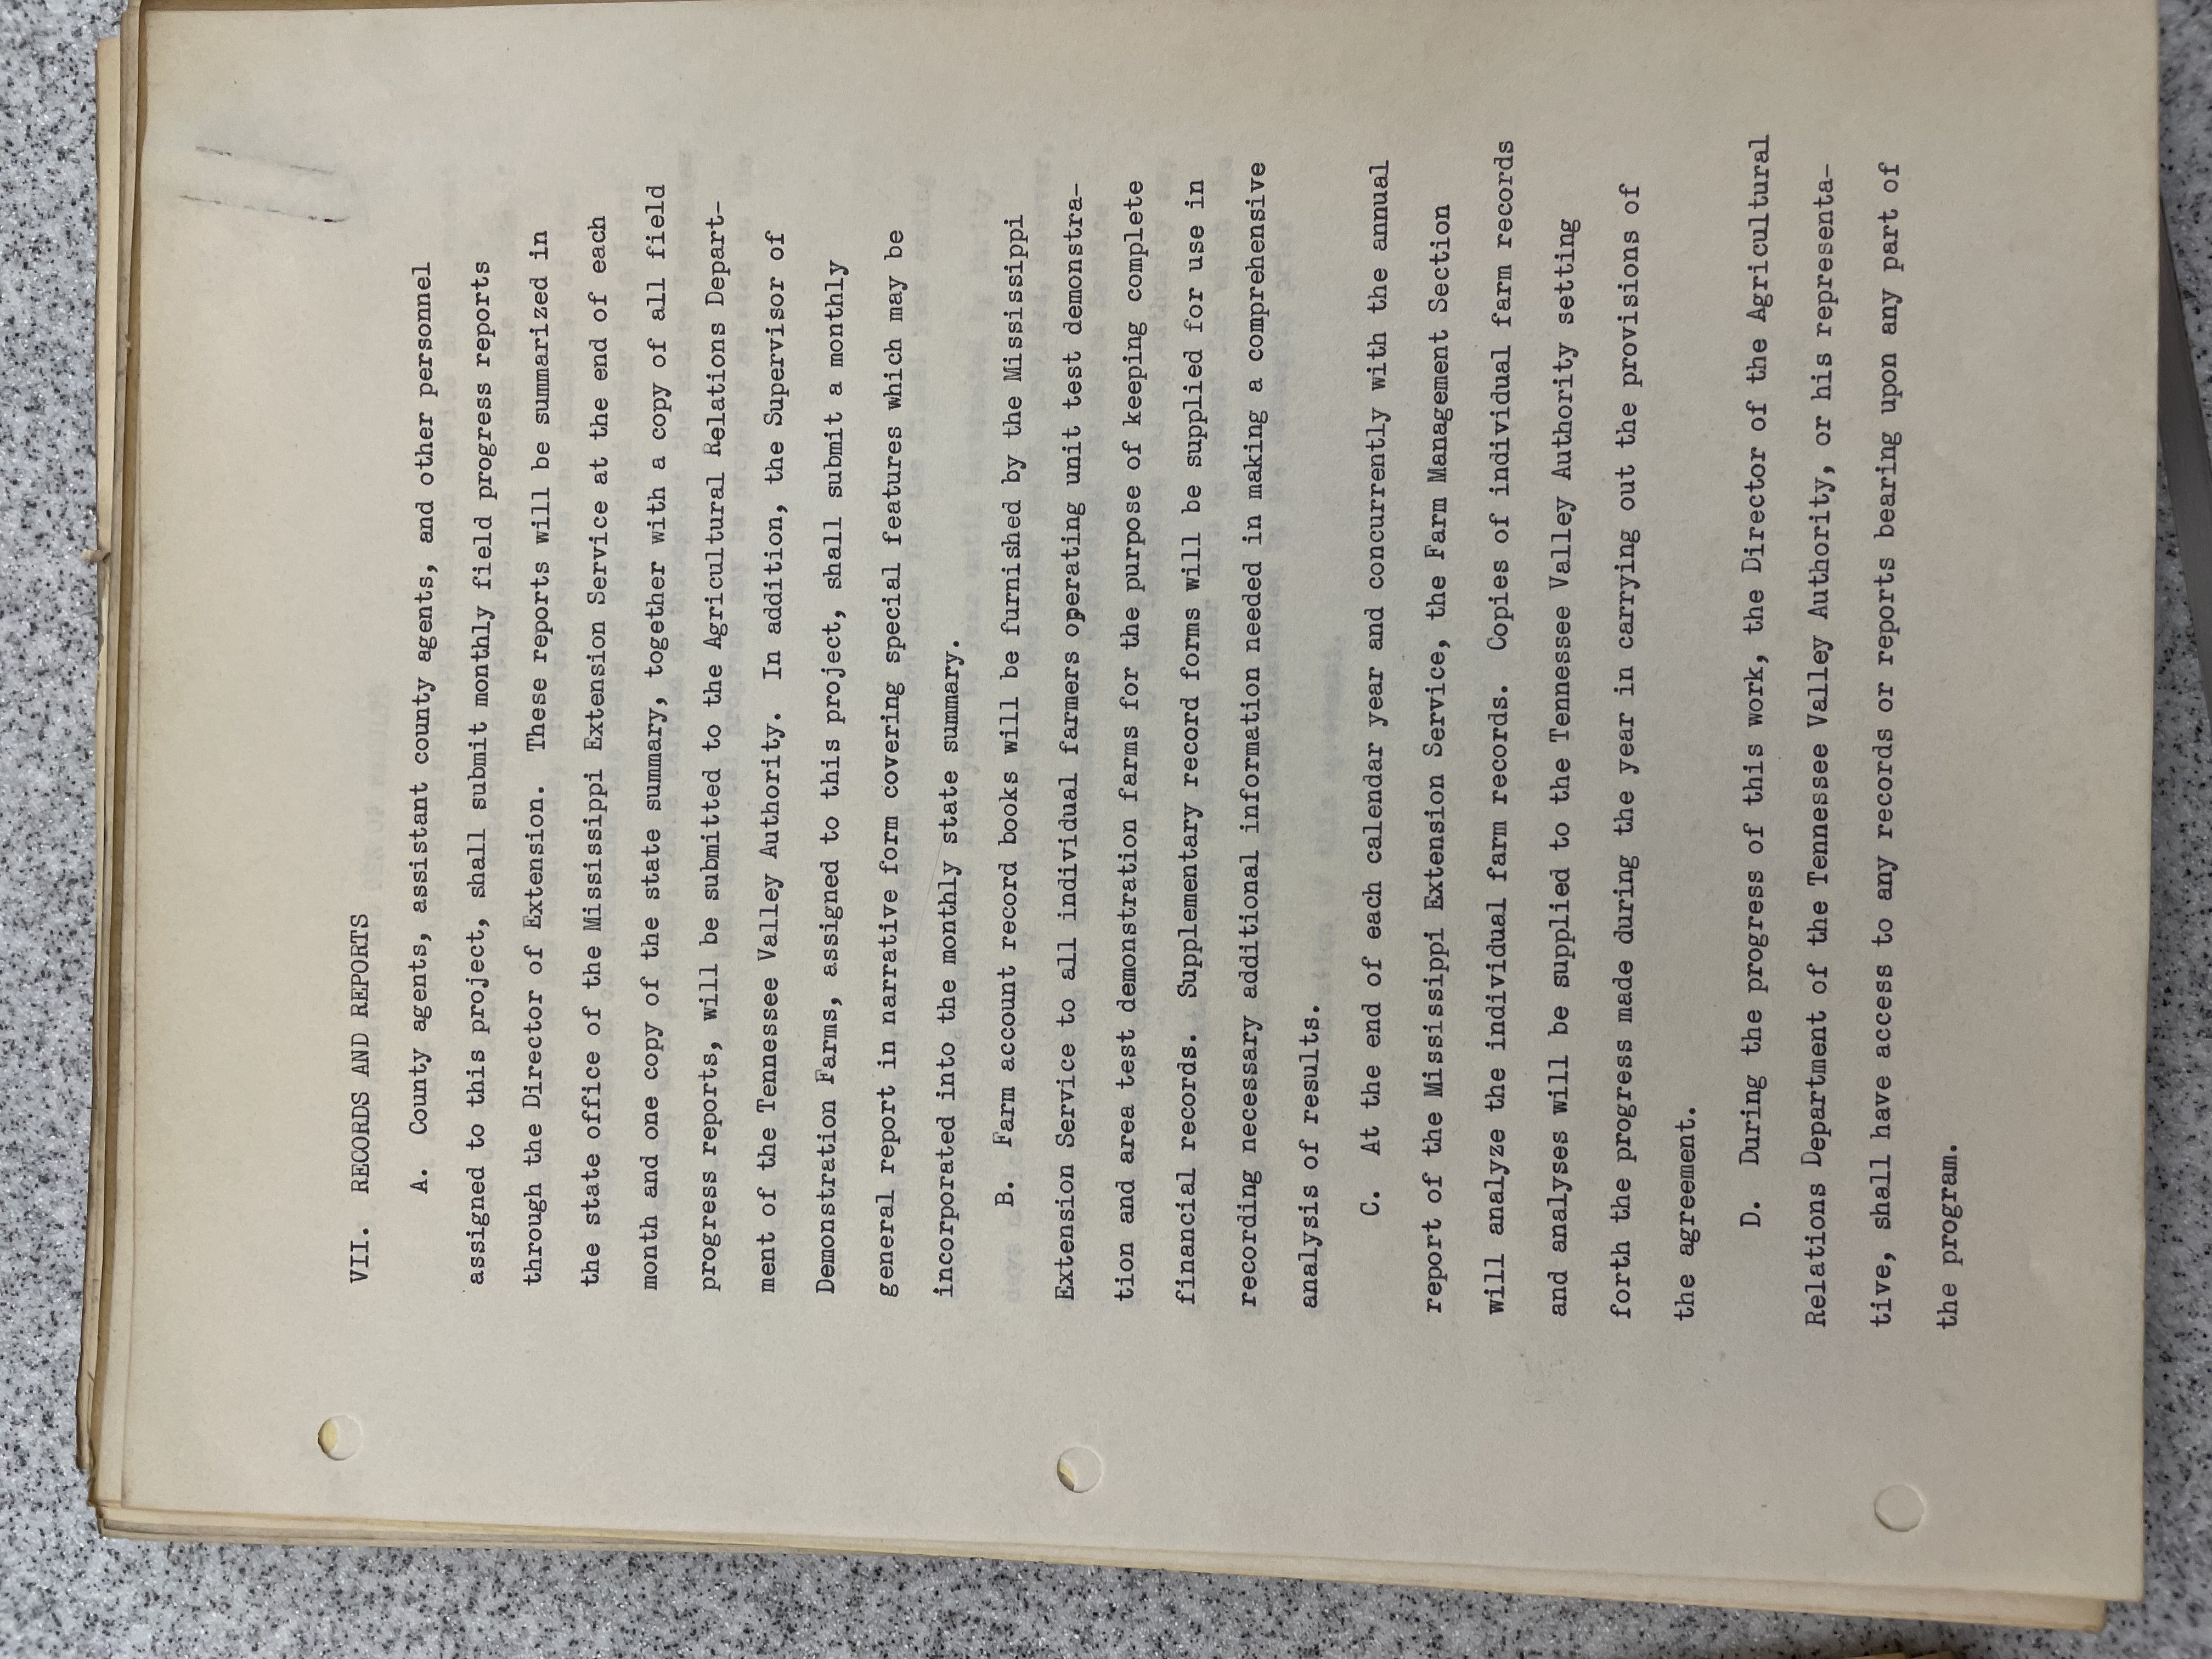 VII. RECORDS AND REPORTS
A. County agents, assistant county agents, and other personnel
assigned to this project, shall submit monthly field progress reports
through the Director of Extension. These reports will be summarized in
the state office of the Mississippi Extension Service at the end of each
month and one copy of the state summary, together with a copy of all field
progress reports, will be submitted to the Agricultural Relations Depart-
ment of the Tennessee Valley Authority. In addition, the Supervisor of
Demonstration Farms, assigned to this project, shall submit a monthly
general report in narrative form covering special features which may be
incorporated into the monthly state summary.
B. Farm account record books will be furnished by the Mississippi
Extension Service to all individual farmers operating unit test demonstra-
tion and area test demonstration farms for the purpose of keeping complete
financial records. Supplementary record forms will be supplied for use in
recording necessary additional information needed in making a comprehensive
analysis of results.
C. At the end of each calendar year and concurrently with the annual
report of the Mississippi Extension Service, the Farm Management Section
will analyze the individual farm records. Copies of individual farm records
and analyses will be supplied to the Tennessee Valley Authority setting
forth the progress made during the year in carrying out the provisions of
the agreement.
D. During the progress of this work, the Director of the Agricultural
Relations Department of the Tennessee Valley Authority, or his representa-
tive, shall have access to any records or reports bearing upon any part of
the program.